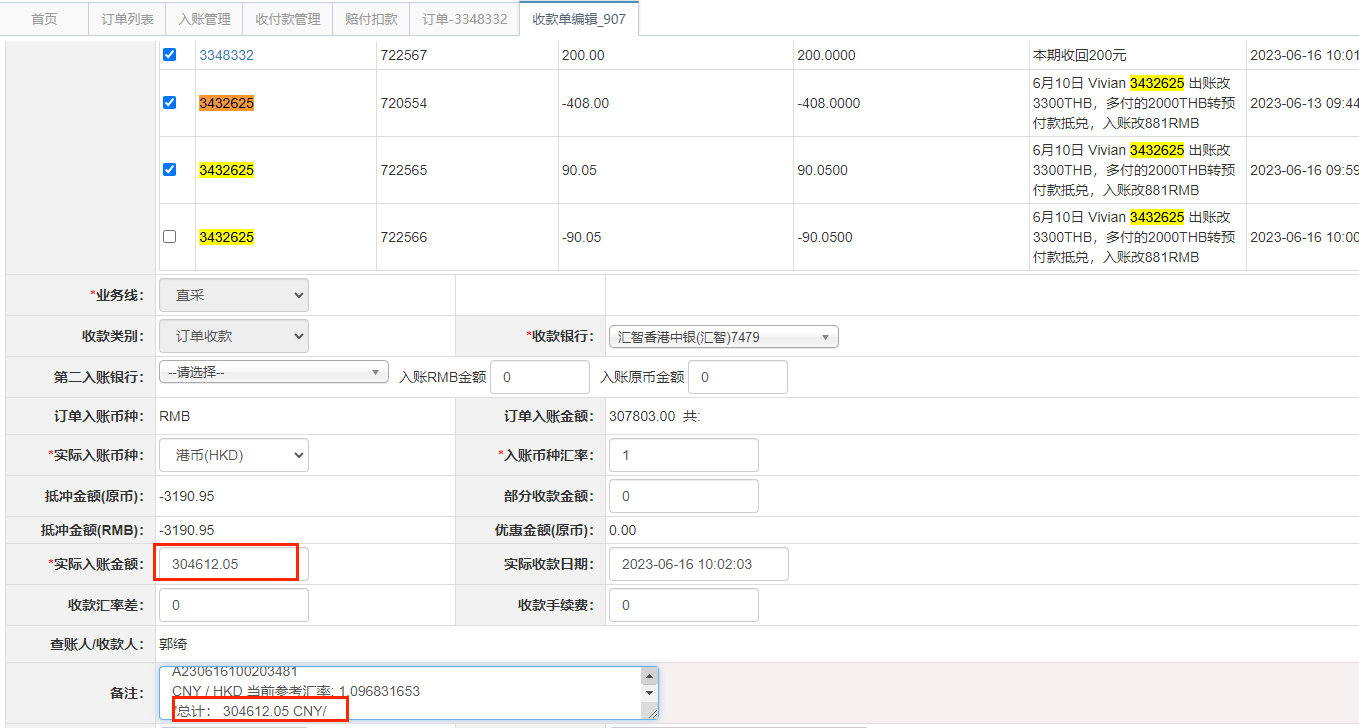 首页 订单列表 入账管理 收付款管理 赔付扣款 订单-3348332 收款单编辑_907
3348332 722567 200.00 200.0000 本期收回200元 2023-06-16 10:01
6月10日 Vivian 3432625 出账改
3432625 720554 -408.00 -408.0000 3300THB，多付的2000THB转预 2023-06-13 09:44
付款抵兑，入账改881RMB
6月10日 Vivian 3432625 出账改
3432625 722565 90.05 90.0500 3300THB，多付的2000THB转预 2023-06-16 09:59
付款抵兑，入账改881RMB
6月10日 Vivian 3432625 出账改
3432625 722566 -90.05 -90.0500 3300THB，多付的2000THB转预 2023-06-16 10:00
付款抵兑，入账改881RMB
*业务线： 直采
收款类别： 订单收款 *收款银行： 汇智香港中银(汇智)7479
第二入账银行： --请选择-- 入账RMB金额 0 入账原币金额 0
订单入账币种： RMB 订单入账金额： 307803.00 共:
*实际入账币种： 港币(HKD) *入账币种汇率： 1
抵冲金额(原币)： -3190.95 部分收款金额： 0
抵冲金额(RMB)： -3190.95 优惠金额(原币)： 0.00
*实际入账金额： 304612.05 实际收款日期： 2023-06-16 10:02:03
收款汇率差： 0 收款手续费： 0
查账人/收款人： 郭绮
A230616100203481
备注： CNY / HKD 当前参考汇率: 1.096831653
总计： 304612.05 CNY/